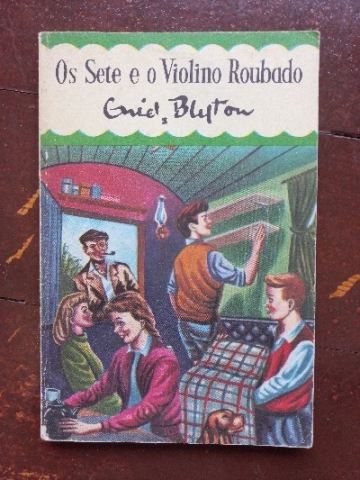 Os Sete e o Violino Roubado
Enid Blyton